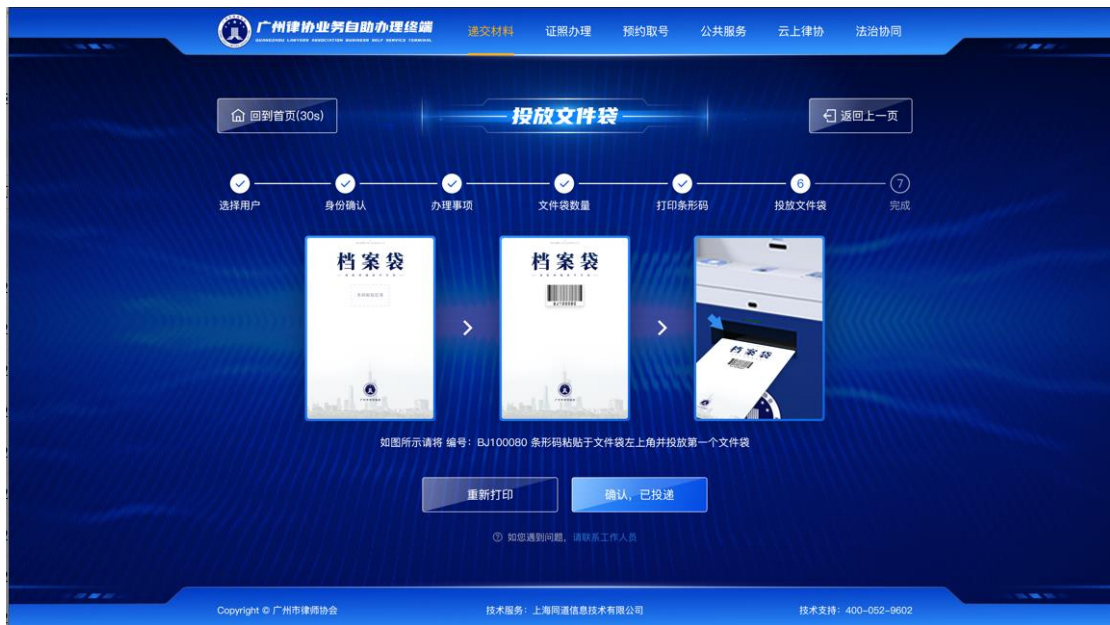 广州律协业务自助办理终端
GUANGZHOU LAWYERS ASSOCIATION BUSINESS SELF SERVICE TERMINAL
递交材料 证照办理 预约取号 公共服务 云上律协 法治协同
回到首页(30s)
投放文件袋
返回上一页
6 7
选择用户 身份确认 办理事项 文件袋数量 打印条形码 投放文件袋 完成
档案袋 档案袋
BJ100080
档案袋
如图所示请将 编号：BJ100080 条形码粘贴于文件袋左上角并投放第一个文件袋
重新打印 确认，已投递
如您遇到问题，请联系工作人员
Copyright © 广州市律师协会 技术服务：上海同道信息技术有限公司 技术支持：400-052-9602